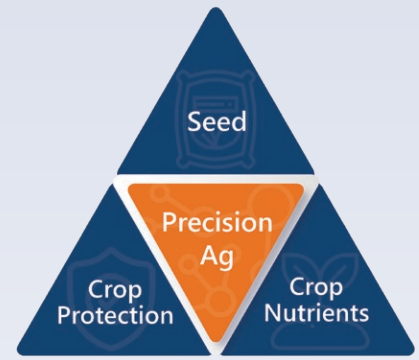 Seed
Precision
Ag
Crop
Protection
Crop
Nutrients